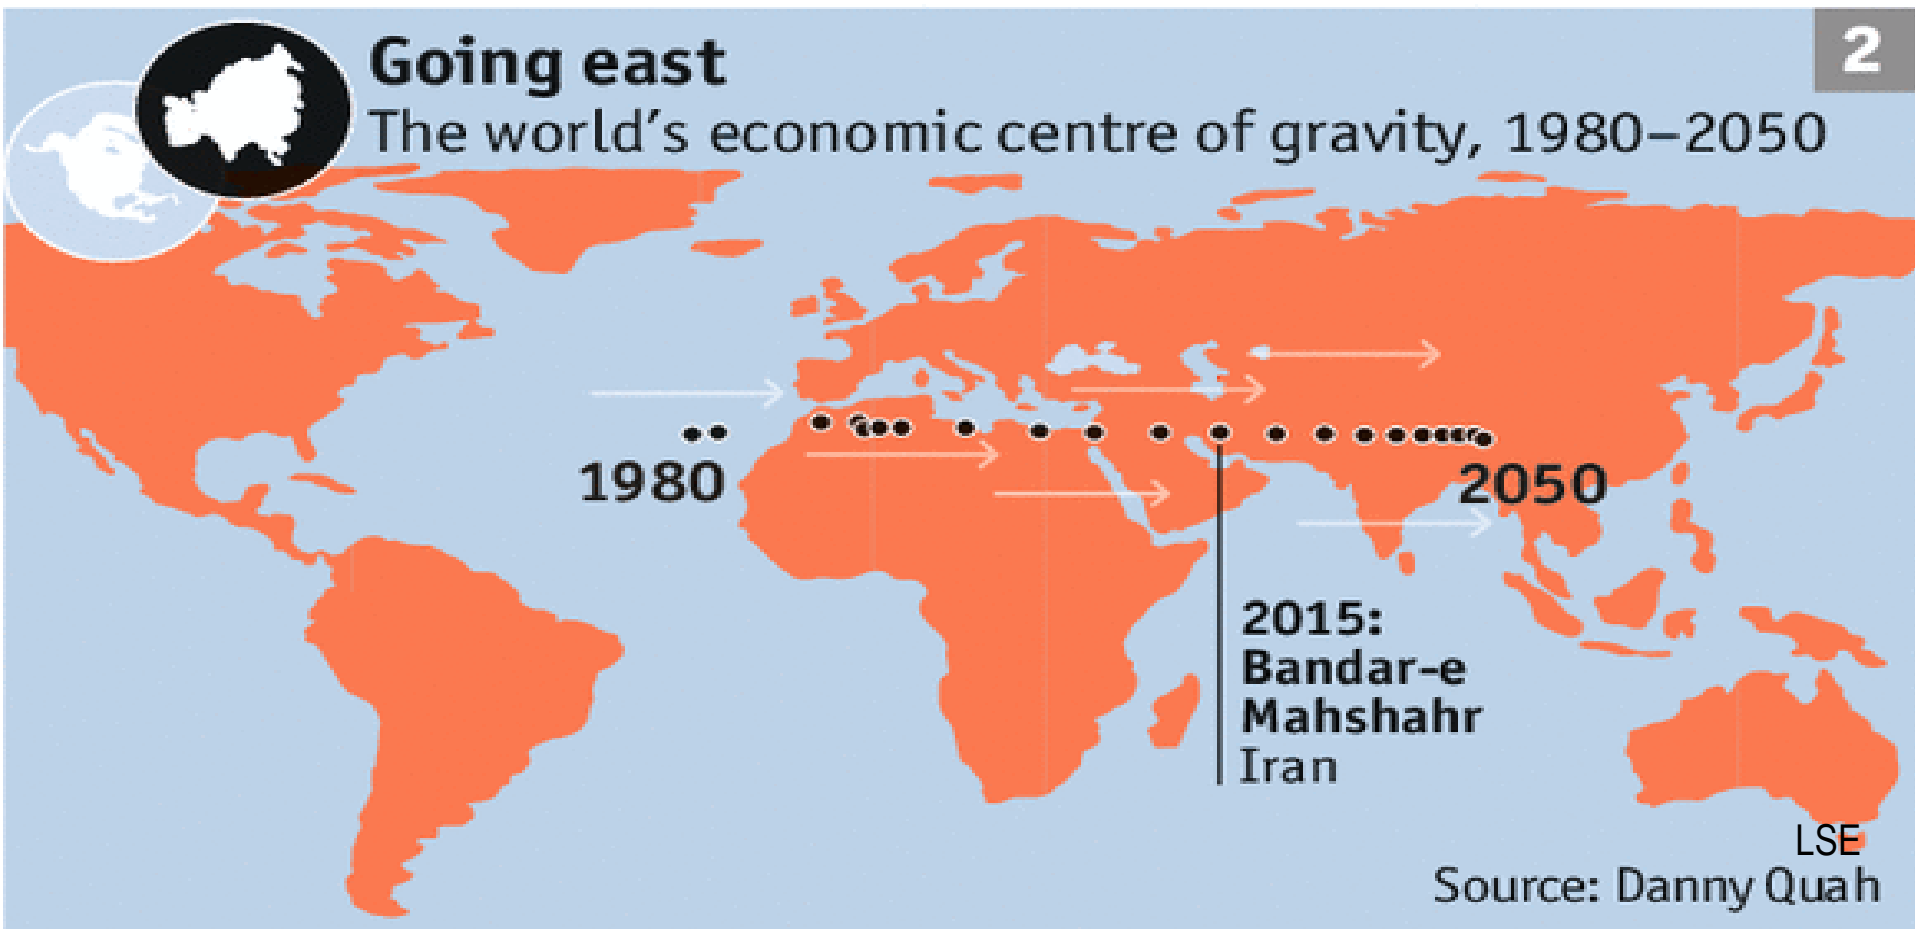 Going east
2
The world's economic centre of gravity, 1980–2050
1980
2050
2015:
Bandar-e
Mahshahr
Iran
LSE
Source: Danny Quah